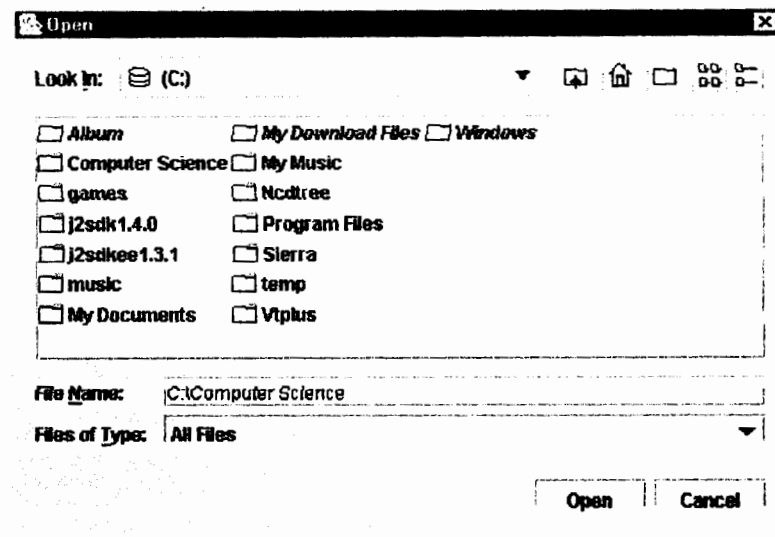 Open
Look In: (C:)
Album My Download Files Windows
Computer Science My Music
games Ncdtree
j2sdk1.4.0 Program Files
j2sdkee1.3.1 Sierra
music temp
My Documents Vtplus
File Name: C:\Computer Science
Files of Type: All Files
Open Cancel